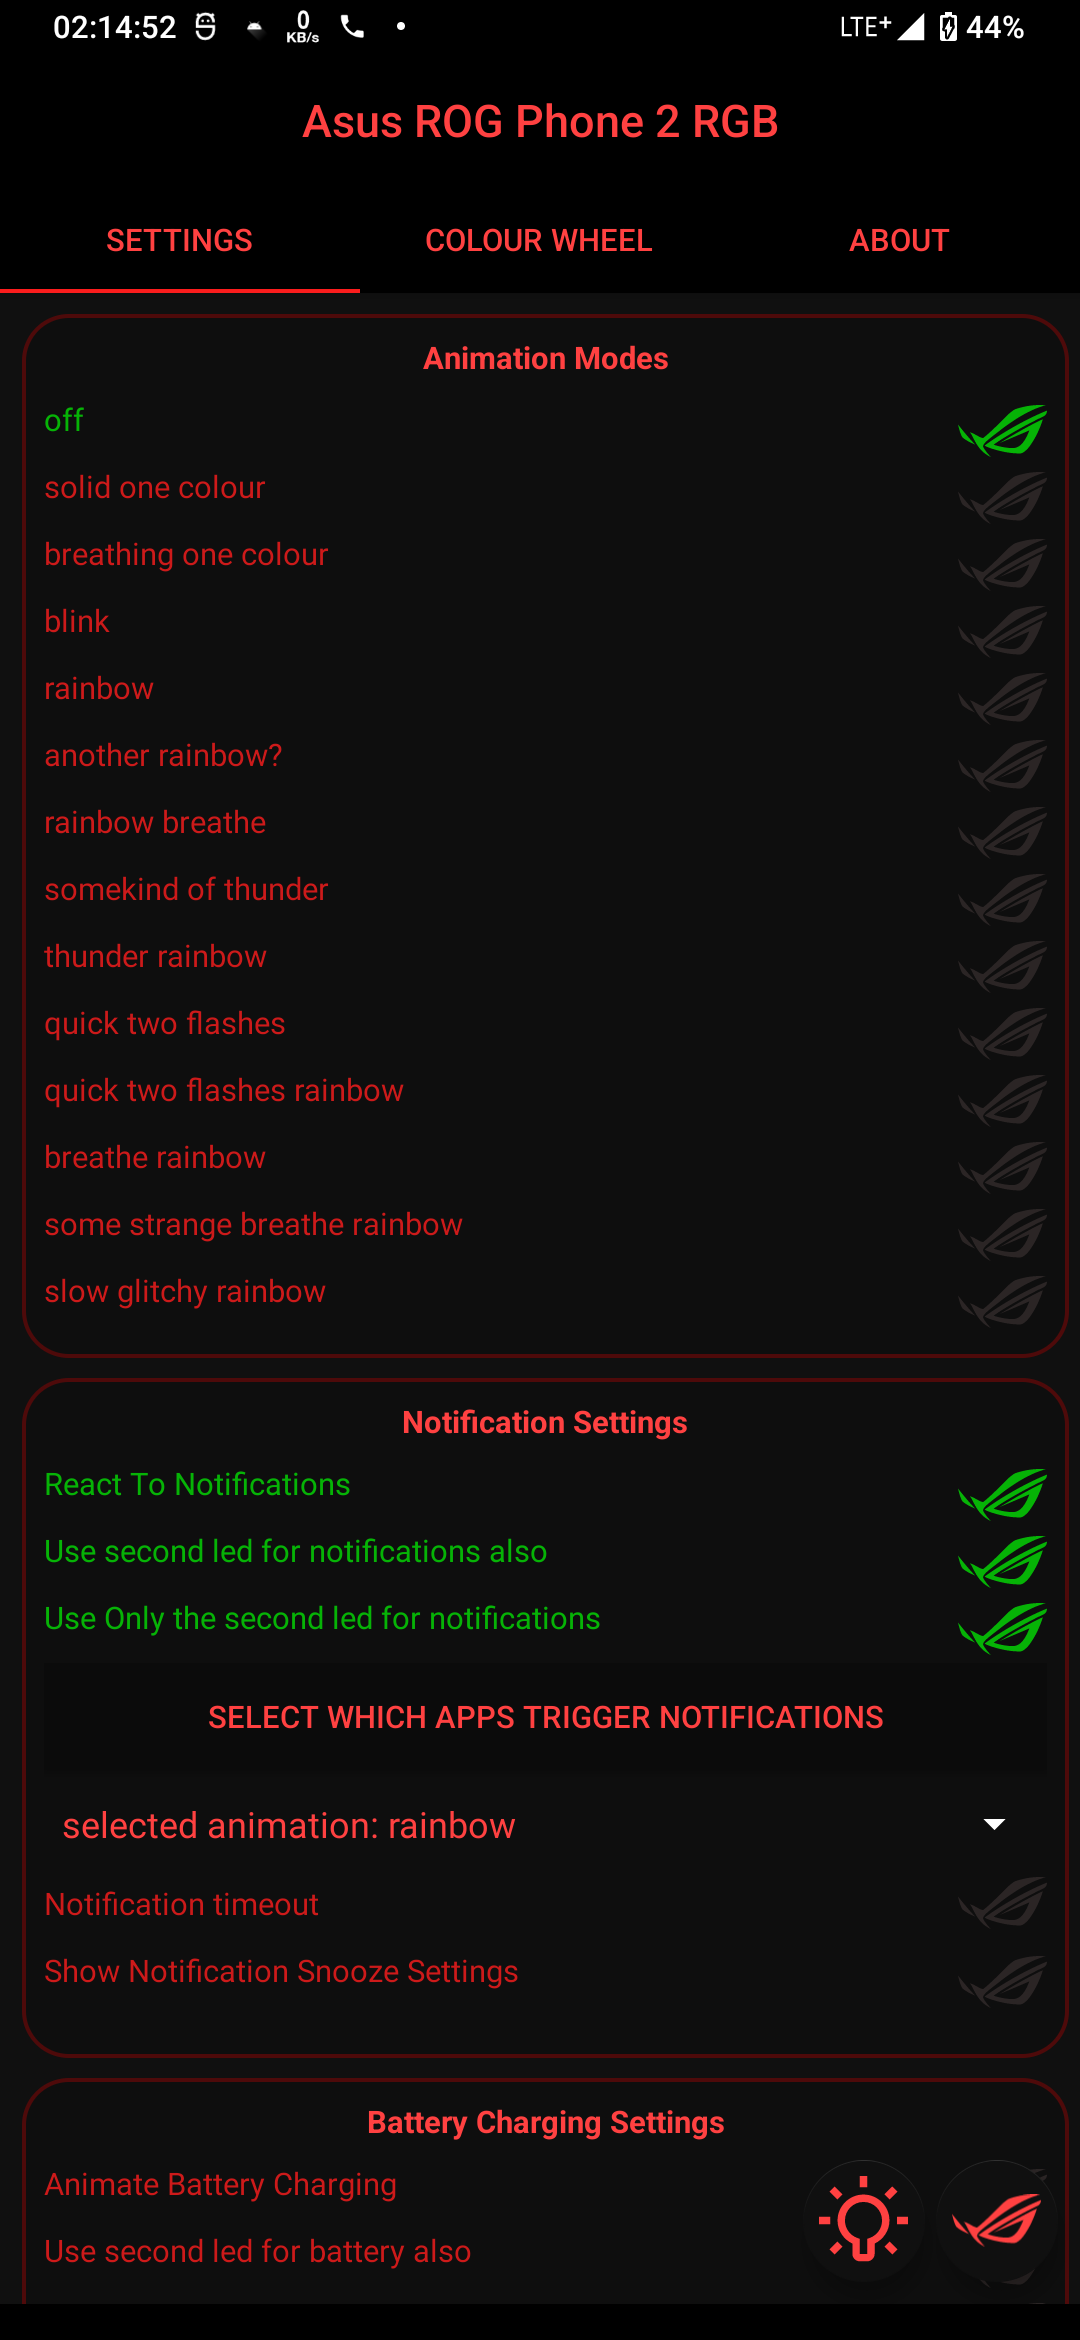 02:14:52 0 KB/s LTE+ 44%
Asus ROG Phone 2 RGB
SETTINGS COLOUR WHEEL ABOUT
Animation Modes
off
solid one colour
breathing one colour
blink
rainbow
another rainbow?
rainbow breathe
somekind of thunder
thunder rainbow
quick two flashes
quick two flashes rainbow
breathe rainbow
some strange breathe rainbow
slow glitchy rainbow
Notification Settings
React To Notifications
Use second led for notifications also
Use Only the second led for notifications
SELECT WHICH APPS TRIGGER NOTIFICATIONS
selected animation: rainbow
Notification timeout
Show Notification Snooze Settings
Battery Charging Settings
Animate Battery Charging
Use second led for battery also